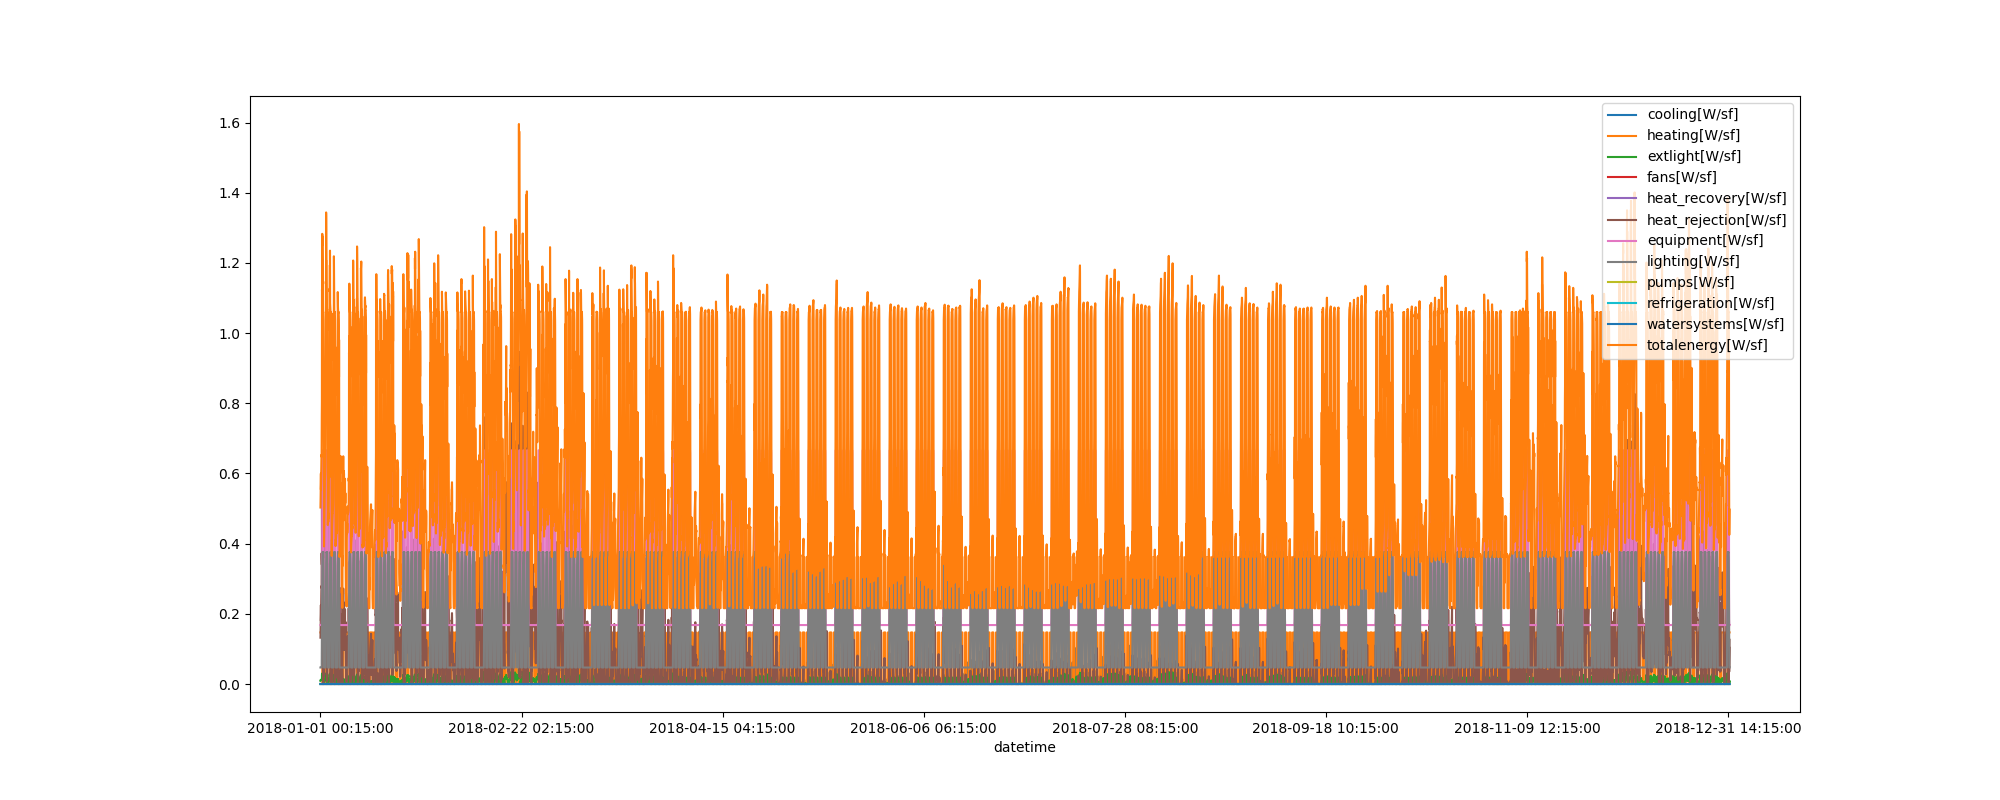 1.6
1.4
1.2
1.0
0.8
0.6
0.4
0.2
0.0
cooling[W/sf]
heating[W/sf]
extlight[W/sf]
fans[W/sf]
heat_recovery[W/sf]
heat_rejection[W/sf]
equipment[W/sf]
lighting[W/sf]
pumps[W/sf]
refrigeration[W/sf]
watersystems[W/sf]
totalenergy[W/sf]
2018-01-01 00:15:00 2018-02-22 02:15:00 2018-04-15 04:15:00 2018-06-06 06:15:00 2018-07-28 08:15:00 2018-09-18 10:15:00 2018-11-09 12:15:00 2018-12-31 14:15:00
datetime